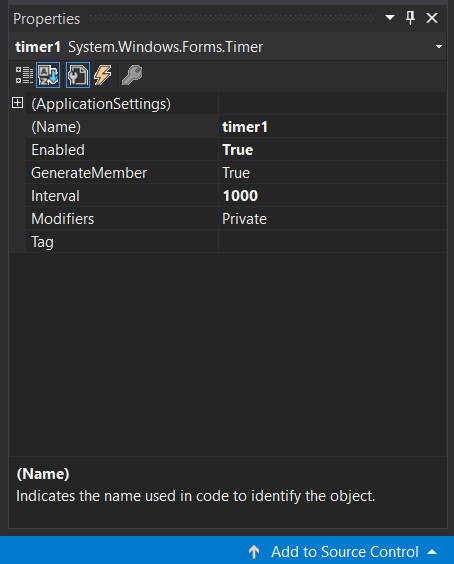 Properties
timer1 System.Windows.Forms.Timer
(ApplicationSettings)
(Name) timer1
Enabled True
GenerateMember True
Interval 1000
Modifiers Private
Tag
(Name)
Indicates the name used in code to identify the object.
Add to Source Control